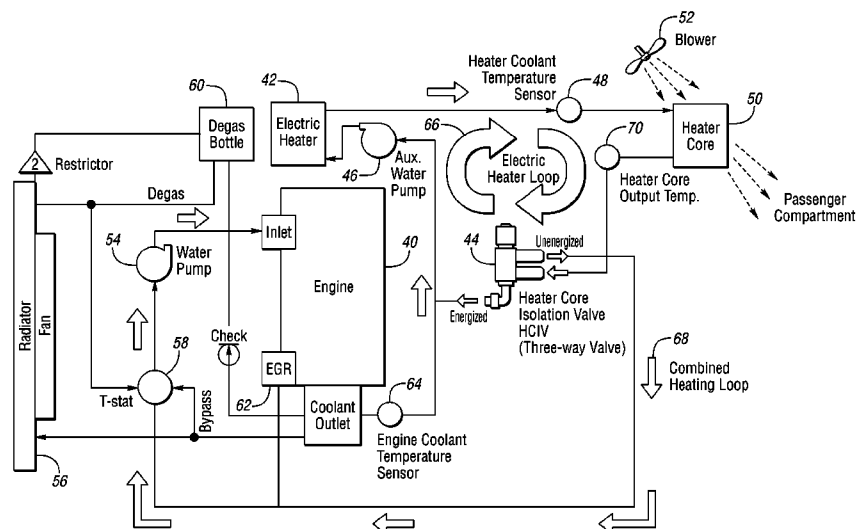 52
Blower
60
42
Heater Coolant
Temperature
Sensor
48
50
Degas
Bottle
Electric
Heater
66
70
Heater
Core
2
Restrictor
46
Aux.
Water
Pump
Electric
Heater Loop
Heater Core
Output Temp.
Degas
Passenger
Compartment
54
Water
Pump
Inlet
40
44
Unenergized
Engine
Energized
Heater Core
Isolation Valve
HCIV
(Three-way Valve)
Radiator
Fan
Check
58
68
Combined
Heating Loop
T-stat
EGR
62
64
Bypass
Coolant
Outlet
Engine Coolant
Temperature
Sensor
56